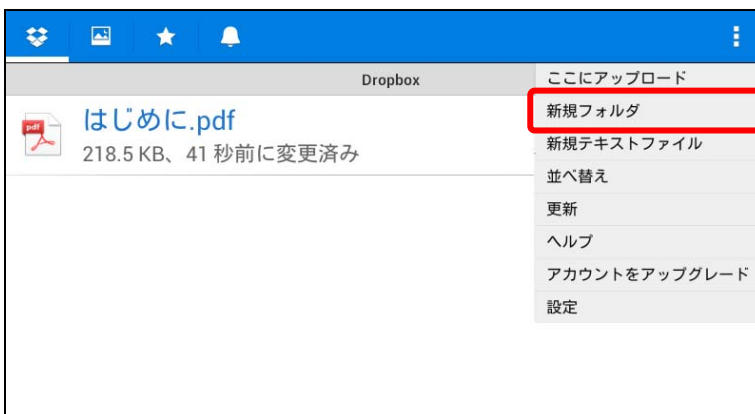 Dropbox
はじめに.pdf
218.5 KB、41 秒前に変更済み
pdf
ここにアップロード
新規フォルダ
新規テキストファイル
並べ替え
更新
ヘルプ
アカウントをアップグレード
設定